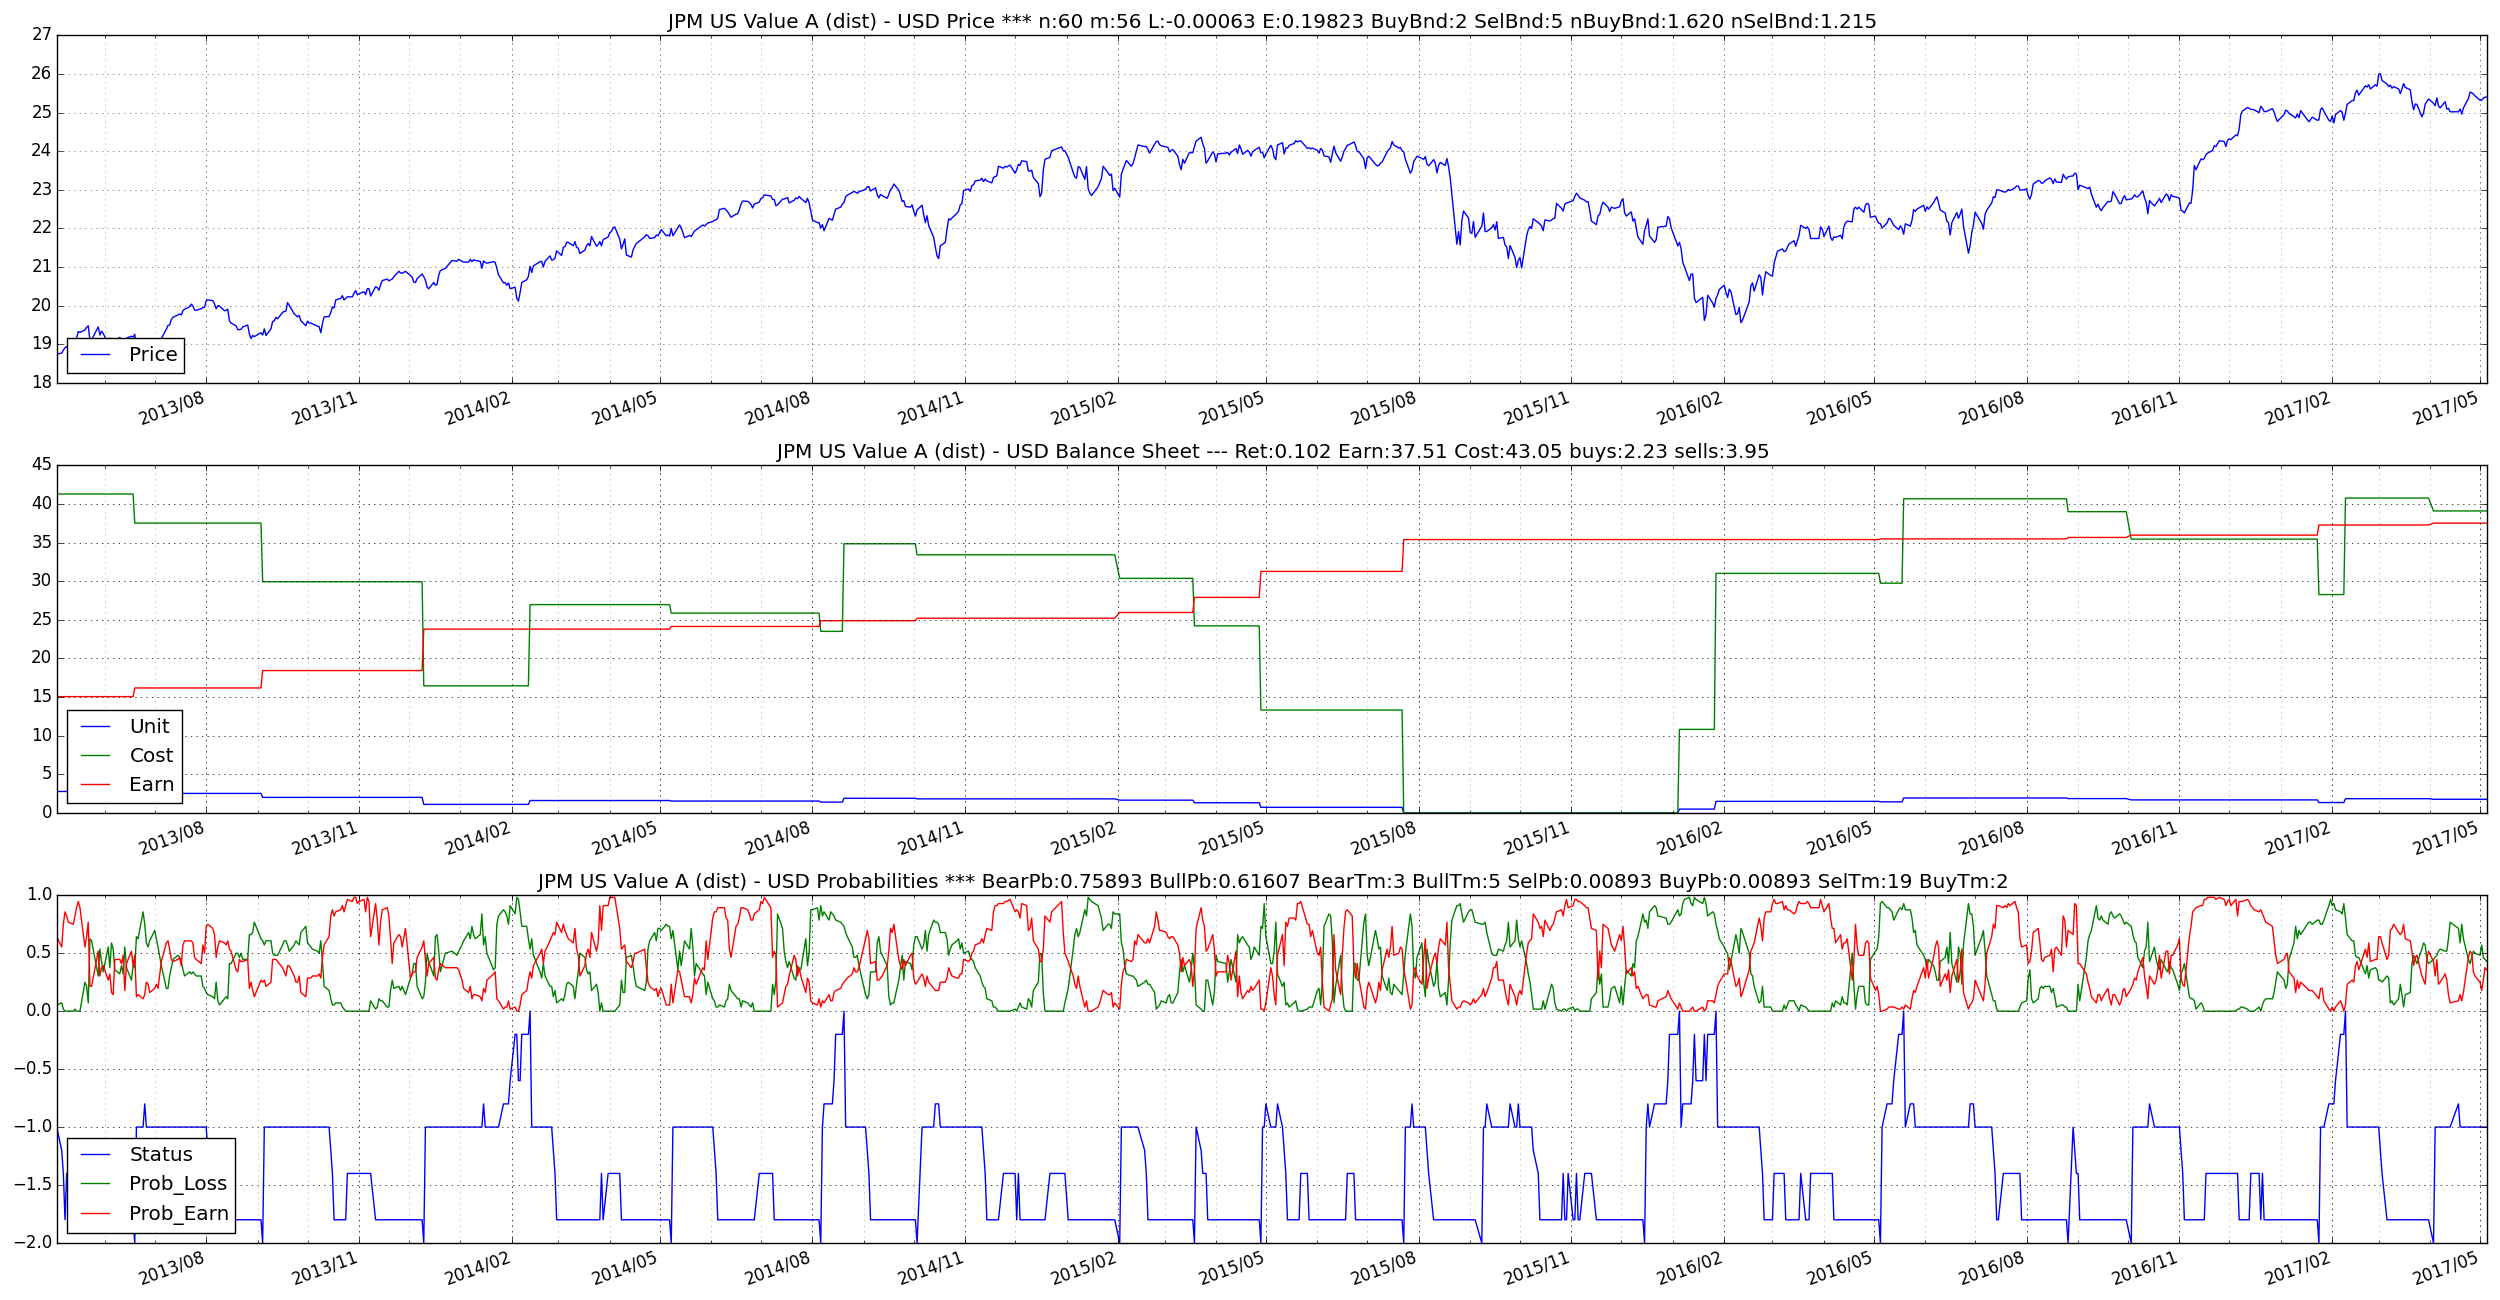 JPM US Value A (dist) - USD Price *** n:60 m:56 L:-0.00063 E:0.19823 BuyBnd:2 SelBnd:5 nBuyBnd:1.620 nSelBnd:1.215
27
26
25
24
23
22
21
20
19
18
Price
2013/08 2013/11 2014/02 2014/05 2014/08 2014/11 2015/02 2015/05 2015/08 2015/11 2016/02 2016/05 2016/08 2016/11 2017/02 2017/05
JPM US Value A (dist) - USD Balance Sheet --- Ret:0.102 Earn:37.51 Cost:43.05 buys:2.23 sells:3.95
45
40
35
30
25
20
15
10
5
0
Unit
Cost
Earn
2013/08 2013/11 2014/02 2014/05 2014/08 2014/11 2015/02 2015/05 2015/08 2015/11 2016/02 2016/05 2016/08 2016/11 2017/02 2017/05
JPM US Value A (dist) - USD Probabilities *** BearPb:0.75893 BullPb:0.61607 BearTm:3 BullTm:5 SelPb:0.00893 BuyPb:0.00893 SelTm:19 BuyTm:2
1.0
0.5
0.0
−0.5
−1.0
−1.5
−2.0
Status
Prob_Loss
Prob_Earn
2013/08 2013/11 2014/02 2014/05 2014/08 2014/11 2015/02 2015/05 2015/08 2015/11 2016/02 2016/05 2016/08 2016/11 2017/02 2017/05